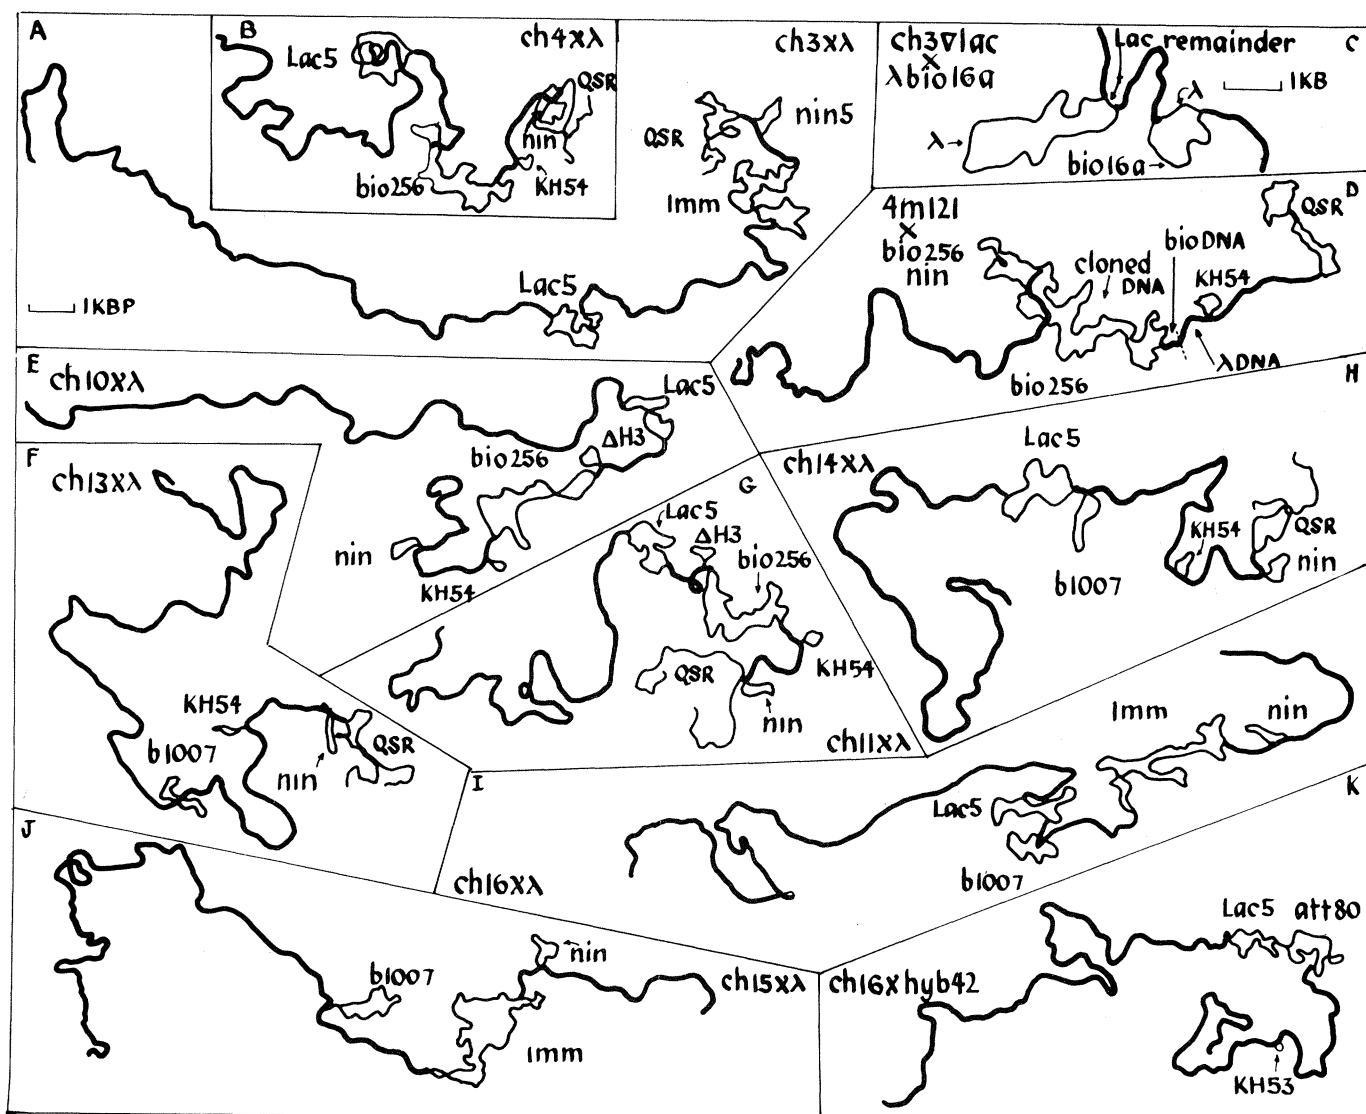 A
B
Lac5
ch4xλ
QSR
nin
bio256
KH54
ch3xλ
nin5
QSR
1mm
Lac5
1KBP
ch3∇lac
x
λbio16a
Lac remainder
C
1KB
λ
λ
bio16a
D
4m121
x
bio256
nin
QSR
bioDNA
cloned
DNA
KH54
λDNA
bio256
E
ch10xλ
Lac5
ΔH3
bio256
nin
KH54
F
ch13xλ
KH54
b1007
nin
QSR
G
Lac5
ΔH3
bio256
KH54
QSR
nin
ch11xλ
H
ch14xλ
Lac5
KH54
QSR
nin
b1007
I
1mm
nin
Lac5
b1007
ch16xλ
J
b1007
nin
ch15xλ
1mm
K
Lac5 att80
ch16xhyb42
KH53